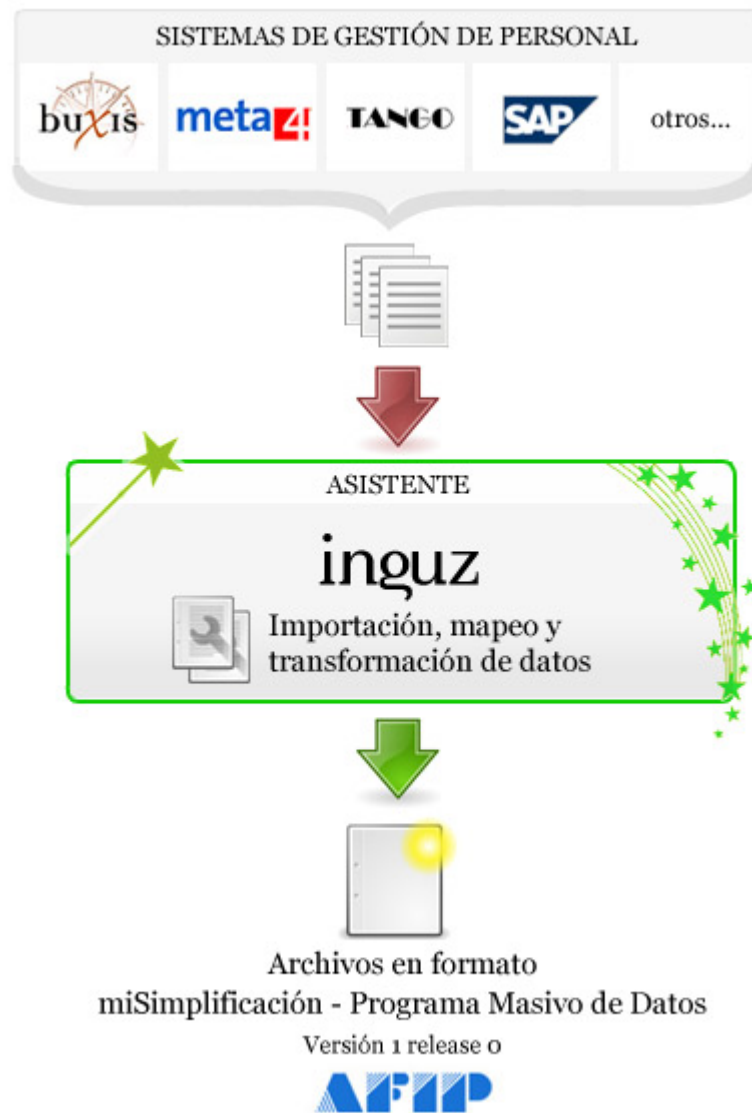 SISTEMAS DE GESTIÓN DE PERSONAL
buxis meta4! TANGO SAP otros...
ASISTENTE
inguz
Importación, mapeo y
transformación de datos
Archivos en formato
miSimplificación - Programa Masivo de Datos
Versión 1 release 0
AFIP